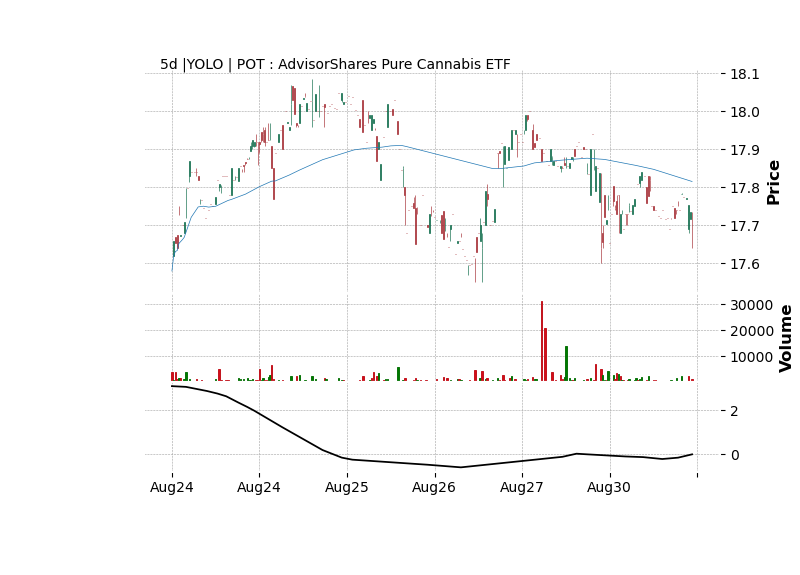 5d |YOLO | POT : AdvisorShares Pure Cannabis ETF
18.1
18.0
17.9
17.8
17.7
17.6
Price
30000
20000
10000
Volume
2
0
Aug24 Aug24 Aug25 Aug26 Aug27 Aug30